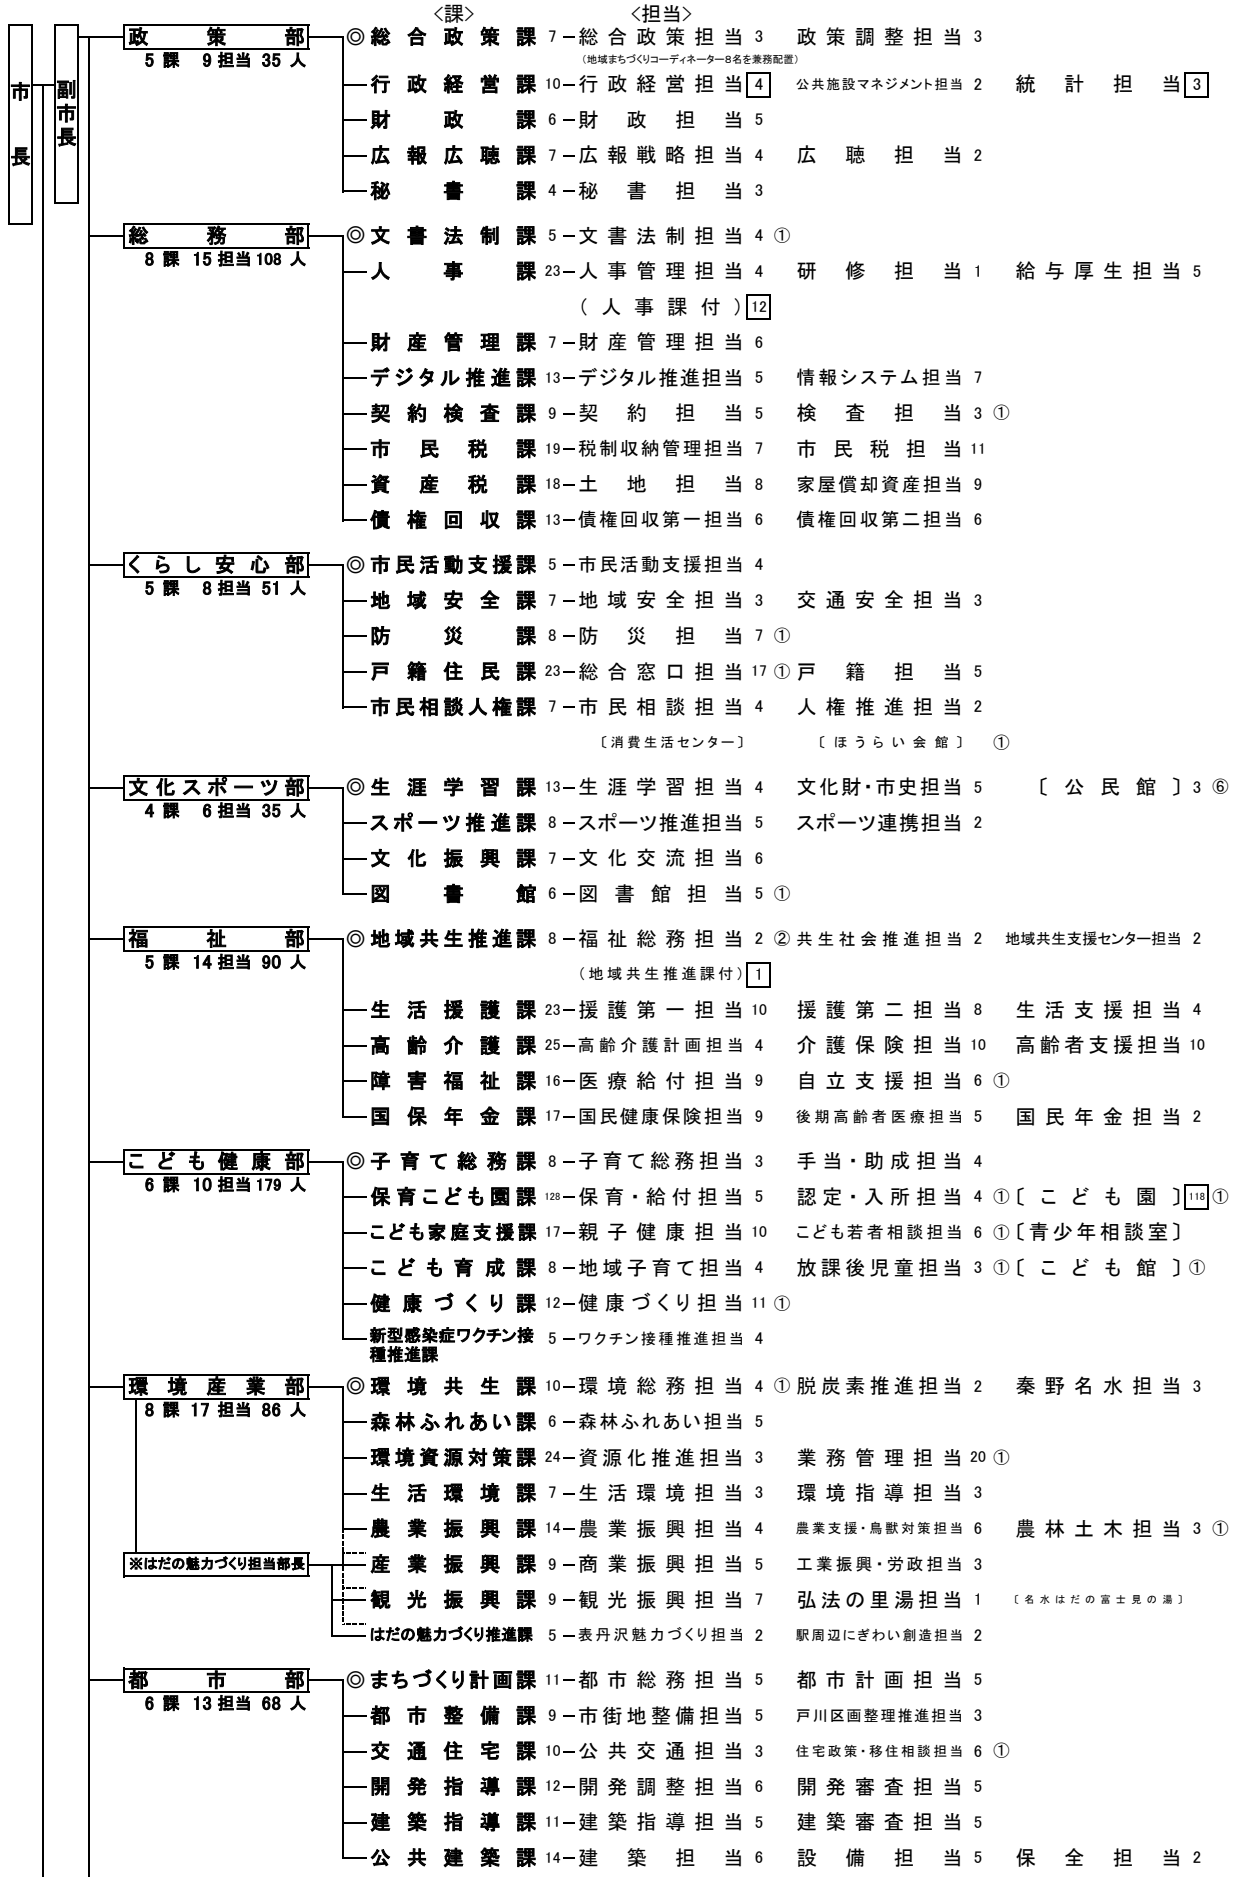 <課> <担当>
市長
副市長
政策部 ◎総合政策課 7 総合政策担当 3 政策調整担当 3
5課 9担当 35人 (地域まちづくりコーディネーター8名を兼務配置)
行政経営課 10 行政経営担当 4 公共施設マネジメント担当 2 統計担当 3
財政課 6 財政担当 5
広報広聴課 7 広報戦略担当 4 広聴担当 2
秘書課 4 秘書担当 3
総務部 ◎文書法制課 5 文書法制担当 4 ①
8課 15担当 108人
人事課 23 人事管理担当 4 研修担当 1 給与厚生担当 5
(人事課付) 12
財産管理課 7 財産管理担当 6
デジタル推進課 13 デジタル推進担当 5 情報システム担当 7
契約検査課 9 契約担当 5 検査担当 3 ①
市民税課 19 税制収納管理担当 7 市民税担当 11
資産税課 18 土地担当 8 家屋償却資産担当 9
債権回収課 13 債権回収第一担当 6 債権回収第二担当 6
くらし安心部 ◎市民活動支援課 5 市民活動支援担当 4
5課 8担当 51人
地域安全課 7 地域安全担当 3 交通安全担当 3
防災課 8 防災担当 7 ①
戸籍住民課 23 総合窓口担当 17 ① 戸籍担当 5
市民相談人権課 7 市民相談担当 4 人権推進担当 2
〔消費生活センター〕 〔ほうらい会館〕 ①
文化スポーツ部 ◎生涯学習課 13 生涯学習担当 4 文化財・市史担当 5 〔公民館〕 3 ⑥
4課 6担当 35人
スポーツ推進課 8 スポーツ推進担当 5 スポーツ連携担当 2
文化振興課 7 文化交流担当 6
図書館 6 図書館担当 5 ①
福祉部 ◎地域共生推進課 8 福祉総務担当 2 ② 共生社会推進担当 2 地域共生支援センター担当 2
5課 14担当 90人
(地域共生推進課付) 1
生活援護課 23 援護第一担当 10 援護第二担当 8 生活支援担当 4
高齢介護課 25 高齢介護計画担当 4 介護保険担当 10 高齢者支援担当 10
障害福祉課 16 医療給付担当 9 自立支援担当 6 ①
国保年金課 17 国民健康保険担当 9 後期高齢者医療担当 5 国民年金担当 2
こども健康部 ◎子育て総務課 8 子育て総務担当 3 手当・助成担当 4
6課 10担当 179人
保育こども園課 128 保育・給付担当 5 認定・入所担当 4 ① 〔こども園〕 118 ①
こども家庭支援課 17 親子健康担当 10 こども若者相談担当 6 ① 〔青少年相談室〕
こども育成課 8 地域子育て担当 4 放課後児童担当 3 ① 〔こども館〕 ①
健康づくり課 12 健康づくり担当 11 ①
新型感染症ワクチン接種推進課 5 ワクチン接種推進担当 4
環境産業部 ◎環境共生課 10 環境総務担当 4 ① 脱炭素推進担当 2 秦野名水担当 3
8課 17担当 86人
森林ふれあい課 6 森林ふれあい担当 5
環境資源対策課 24 資源化推進担当 3 業務管理担当 20 ①
生活環境課 7 生活環境担当 3 環境指導担当 3
農業振興課 14 農業振興担当 4 農業支援・鳥獣対策担当 6 農林土木担当 3 ①
※はだの魅力づくり担当部長 産業振興課 9 商業振興担当 5 工業振興・労政担当 3
観光振興課 9 観光振興担当 7 弘法の里湯担当 1 〔名水はだの富士見の湯〕
はだの魅力づくり推進課 5 表丹沢魅力づくり担当 2 駅周辺にぎわい創造担当 2
都市部 ◎まちづくり計画課 11 都市総務担当 5 都市計画担当 5
6課 13担当 68人
都市整備課 9 市街地整備担当 5 戸川区画整理推進担当 3
交通住宅課 10 公共交通担当 3 住宅政策・移住相談担当 6 ①
開発指導課 12 開発調整担当 6 開発審査担当 5
建築指導課 11 建築指導担当 5 建築審査担当 5
公共建築課 14 建築担当 6 設備担当 5 保全担当 2